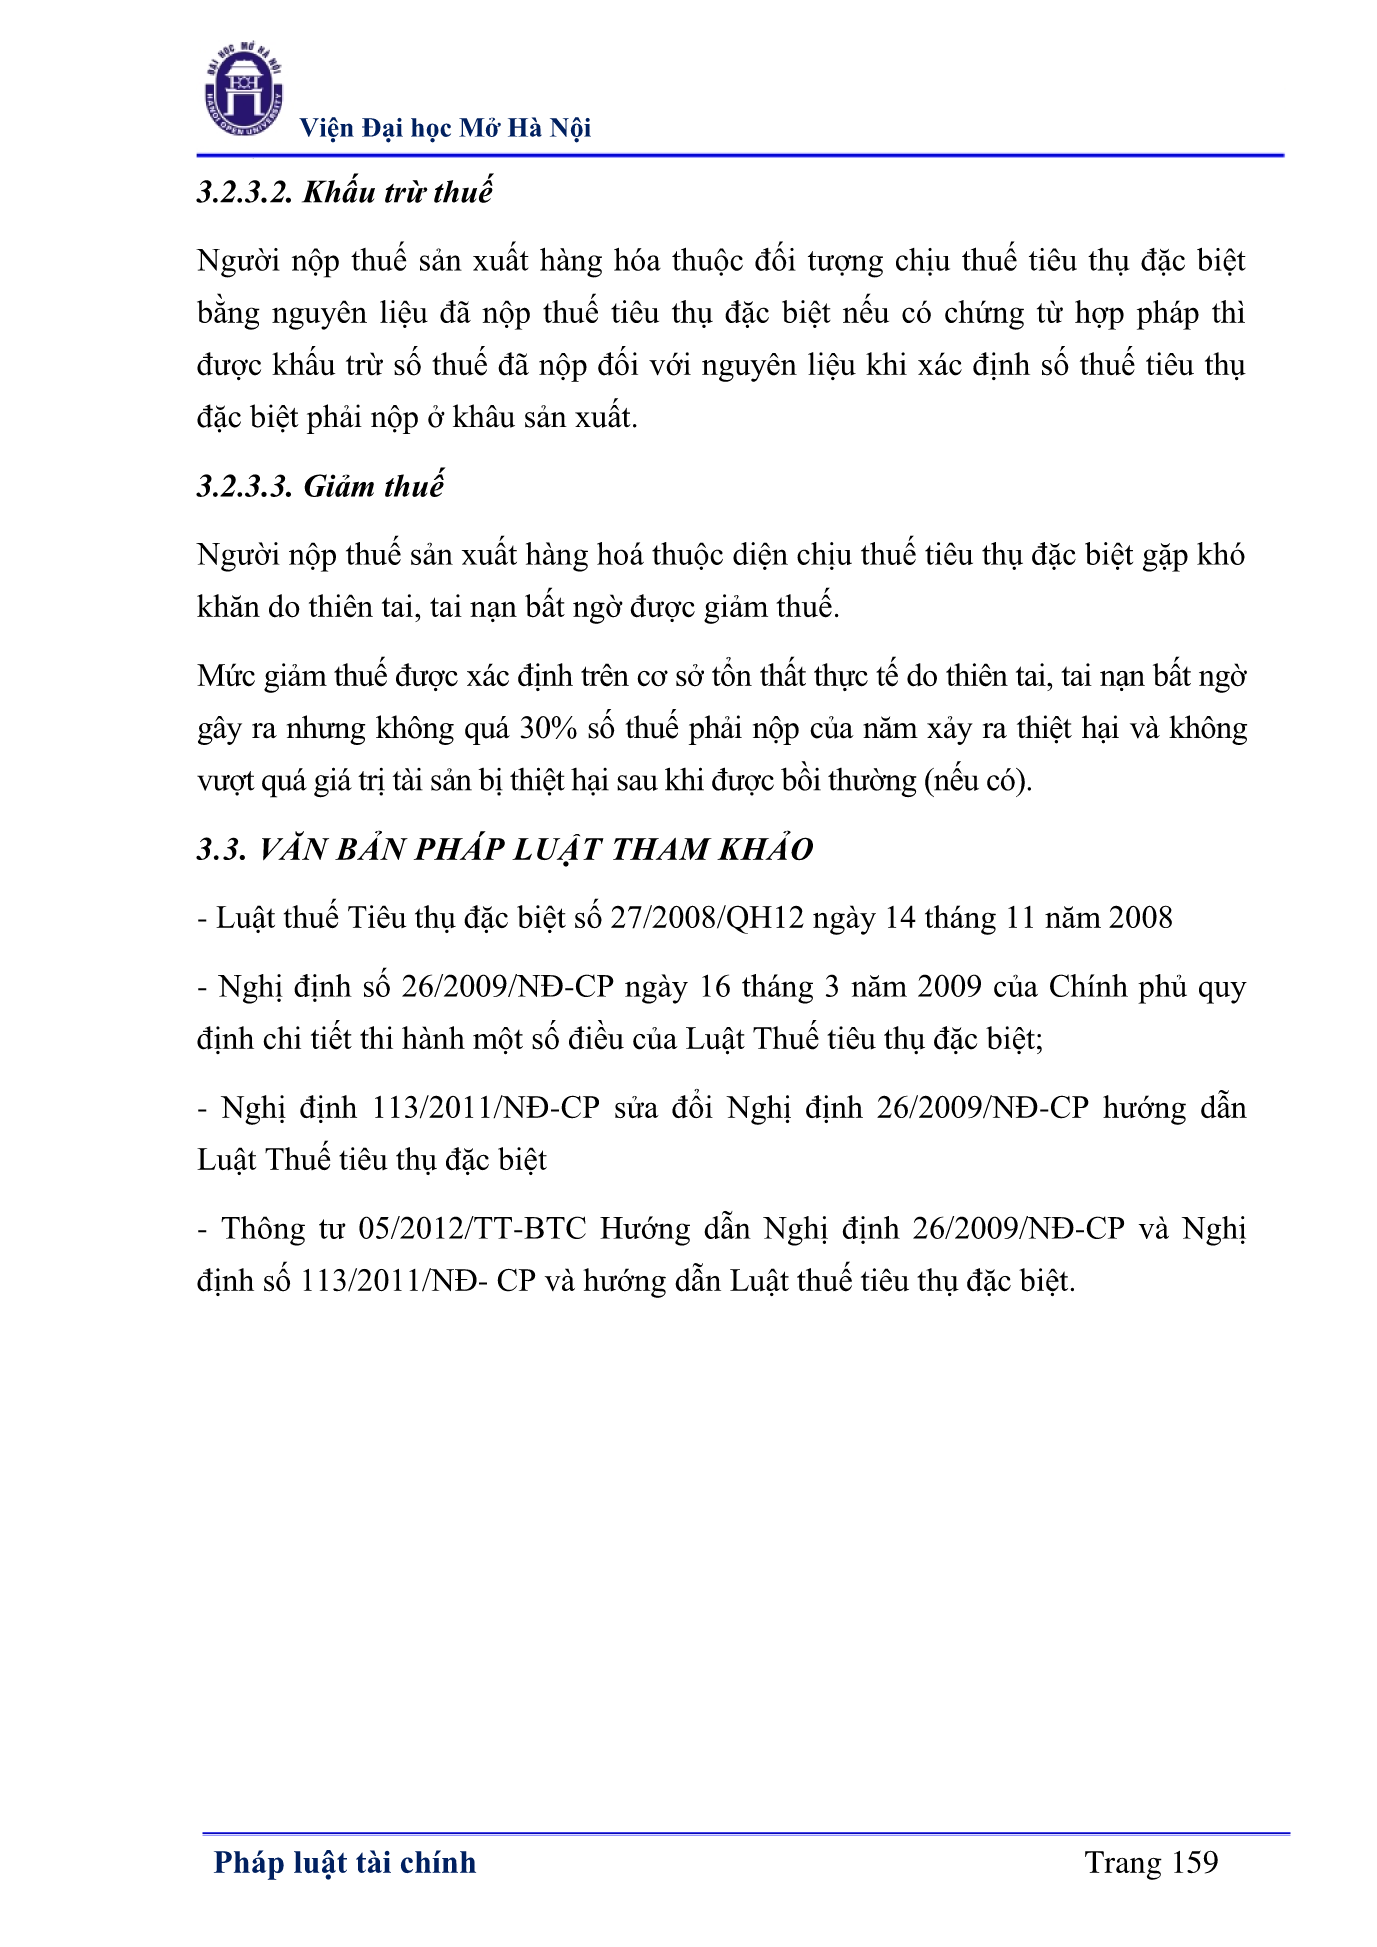 ĐẠI HỌC MỞ HÀ NỘI
HOH
HANOI OPEN UNIVERSITY
Viện Đại học Mở Hà Nội
3.2.3.2. Khấu trừ thuế
Người nộp thuế sản xuất hàng hóa thuộc đối tượng chịu thuế tiêu thụ đặc biệt
bằng nguyên liệu đã nộp thuế tiêu thụ đặc biệt nếu có chứng từ hợp pháp thì
được khấu trừ số thuế đã nộp đối với nguyên liệu khi xác định số thuế tiêu thụ
đặc biệt phải nộp ở khâu sản xuất.
3.2.3.3. Giảm thuế
Người nộp thuế sản xuất hàng hoá thuộc diện chịu thuế tiêu thụ đặc biệt gặp khó
khăn do thiên tai, tai nạn bất ngờ được giảm thuế.
Mức giảm thuế được xác định trên cơ sở tổn thất thực tế do thiên tai, tai nạn bất ngờ
gây ra nhưng không quá 30% số thuế phải nộp của năm xảy ra thiệt hại và không
vượt quá giá trị tài sản bị thiệt hại sau khi được bồi thường (nếu có).
3.3. VĂN BẢN PHÁP LUẬT THAM KHẢO
- Luật thuế Tiêu thụ đặc biệt số 27/2008/QH12 ngày 14 tháng 11 năm 2008
- Nghị định số 26/2009/NĐ-CP ngày 16 tháng 3 năm 2009 của Chính phủ quy
định chi tiết thi hành một số điều của Luật Thuế tiêu thụ đặc biệt;
- Nghị định 113/2011/NĐ-CP sửa đổi Nghị định 26/2009/NĐ-CP hướng dẫn
Luật Thuế tiêu thụ đặc biệt
- Thông tư 05/2012/TT-BTC Hướng dẫn Nghị định 26/2009/NĐ-CP và Nghị
định số 113/2011/NĐ- CP và hướng dẫn Luật thuế tiêu thụ đặc biệt.
Pháp luật tài chính
Trang 159